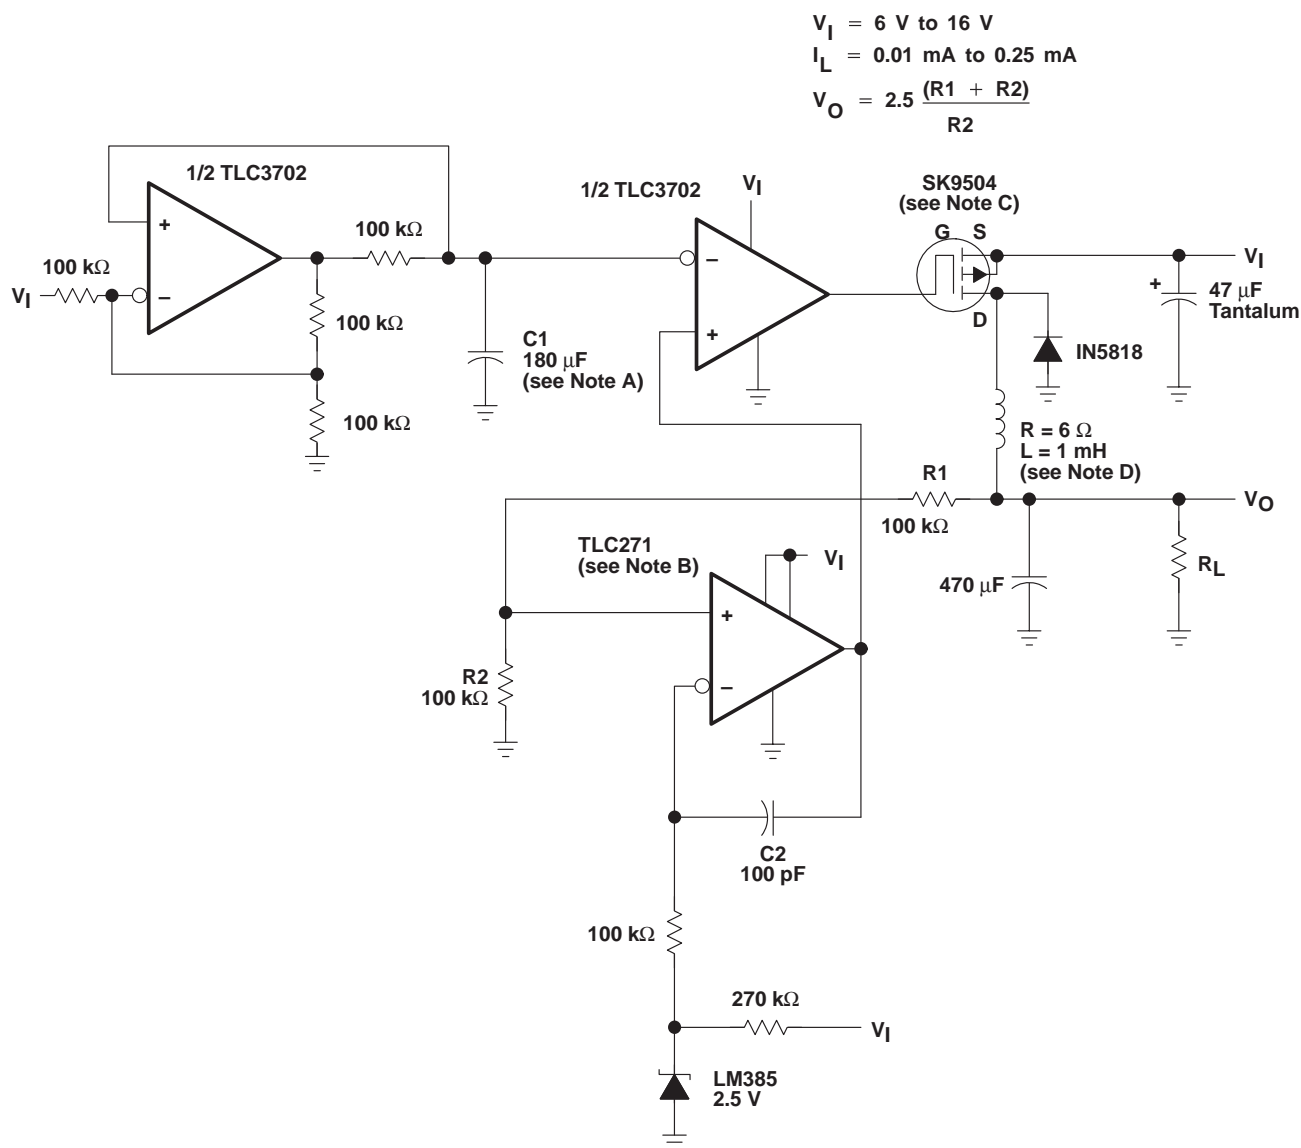 V_I = 6 V to 16 V
I_L = 0.01 mA to 0.25 mA
V_O = 2.5 (R1 + R2)
R2
1/2 TLC3702
+
−
100 kΩ
V_I
100 kΩ
100 kΩ
100 kΩ
C1
180 μF
(see Note A)
1/2 TLC3702
V_I
−
+
SK9504
(see Note C)
G S
D
V_I
+
47 μF
Tantalum
IN5818
R = 6 Ω
L = 1 mH
(see Note D)
R1
100 kΩ
V_O
470 μF
R_L
TLC271
(see Note B)
V_I
+
−
R2
100 kΩ
C2
100 pF
100 kΩ
270 kΩ
V_I
LM385
2.5 V